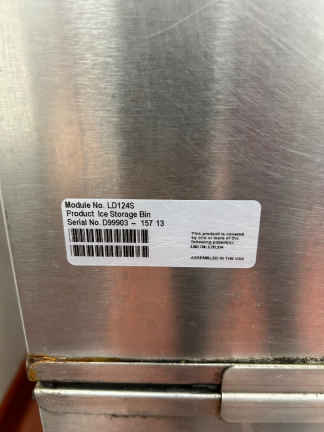 Module No. LD124S
Product Ice Storage Bin
Serial No. D99903 – 157 13
This product is covered
by one or more of the
following patents:
ASSEMBLED IN THE USA